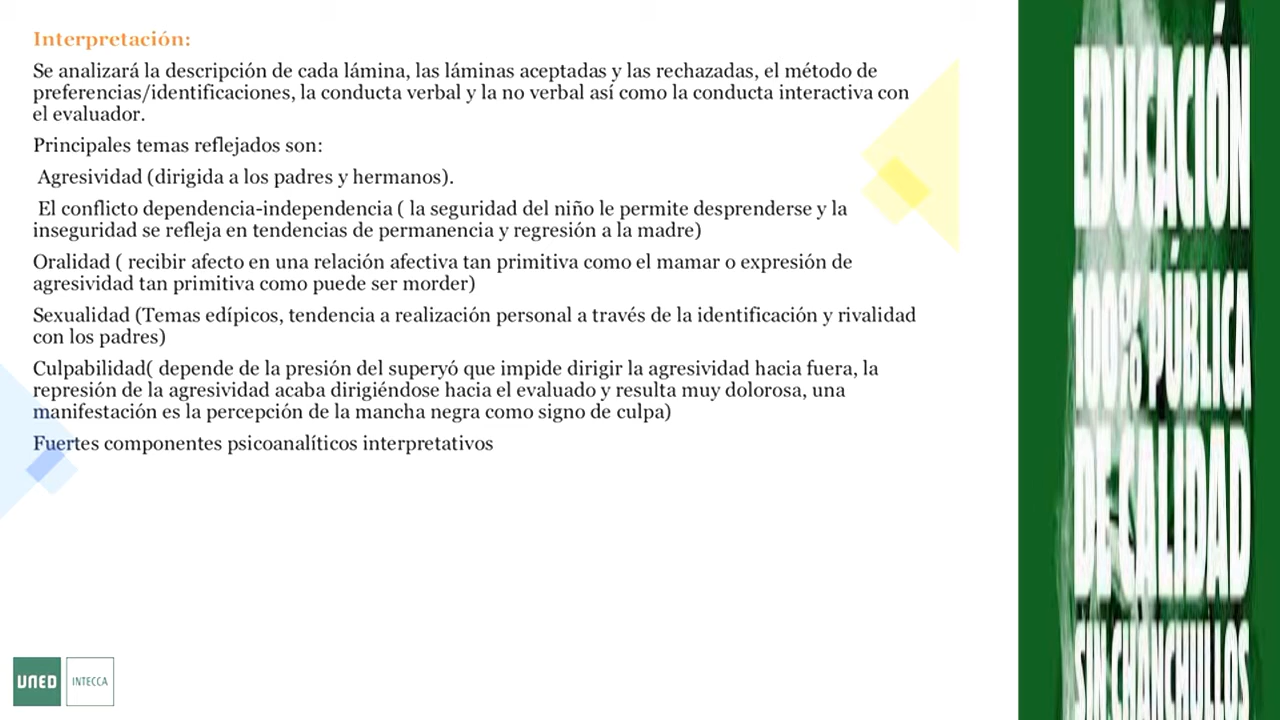 Interpretación:
Se analizará la descripción de cada lámina, las láminas aceptadas y las rechazadas, el método de
preferencias/identificaciones, la conducta verbal y la no verbal así como la conducta interactiva con
el evaluador.
Principales temas reflejados son:
Agresividad (dirigida a los padres y hermanos).
El conflicto dependencia-independencia ( la seguridad del niño le permite desprenderse y la
inseguridad se refleja en tendencias de permanencia y regresión a la madre)
Oralidad ( recibir afecto en una relación afectiva tan primitiva como el mamar o expresión de
agresividad tan primitiva como puede ser morder)
Sexualidad (Temas edípicos, tendencia a realización personal a través de la identificación y rivalidad
con los padres)
Culpabilidad( depende de la presión del superyó que impide dirigir la agresividad hacia fuera, la
represión de la agresividad acaba dirigiéndose hacia el evaluado y resulta muy dolorosa, una
manifestación es la percepción de la mancha negra como signo de culpa)
Fuertes componentes psicoanalíticos interpretativos
UNED
INTECCA
EDUCACIÓN
100% PÚBLICA
DE CALIDAD
SIN CHANCHULLOS